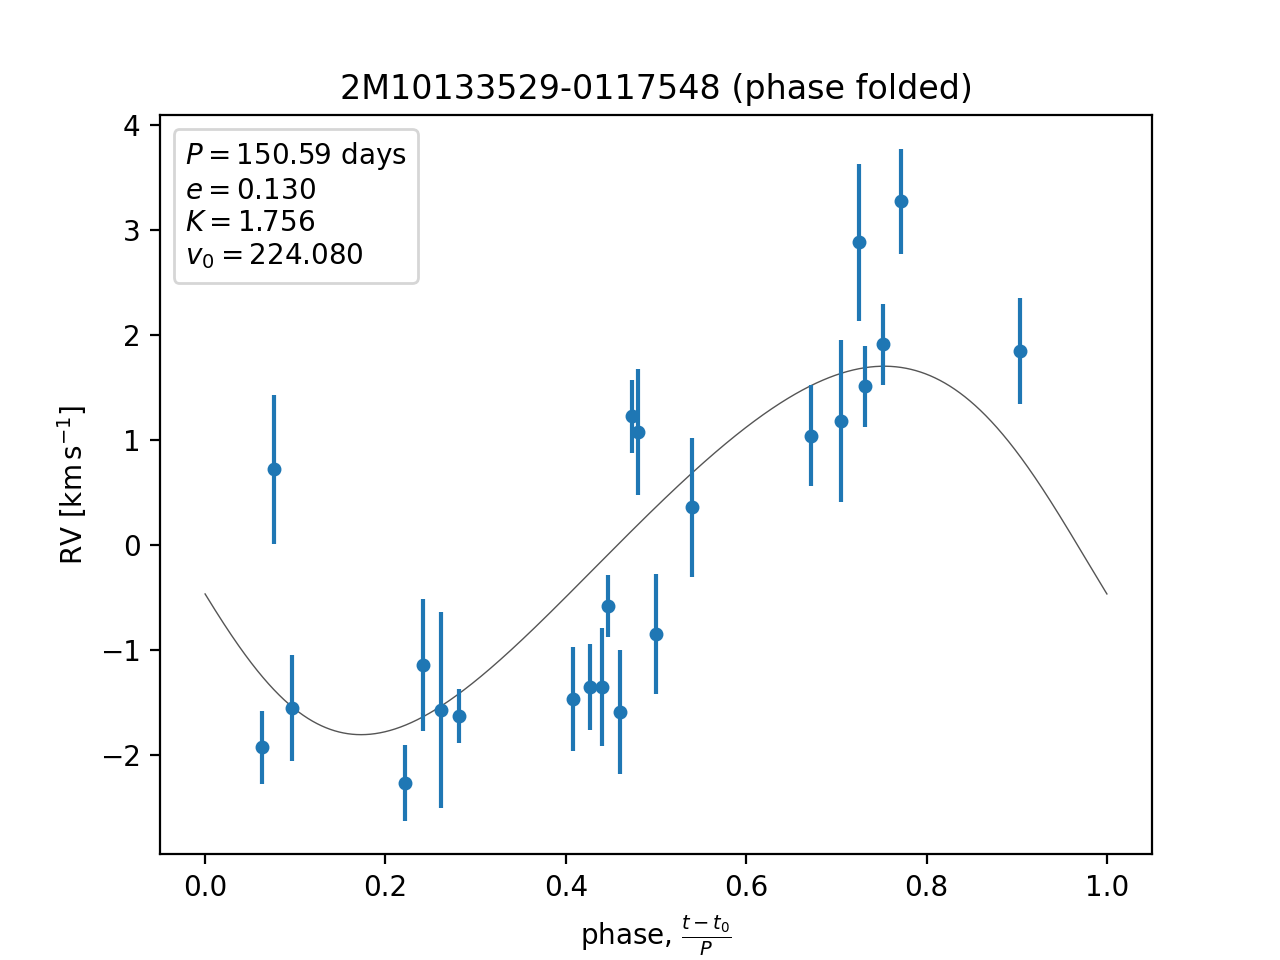 2M10133529-0117548 (phase folded)
P = 150.59 days
e = 0.130
K = 1.756
v₀ = 224.080
4
3
2
1
0
−1
−2
RV [km s⁻¹]
0.0 0.2 0.4 0.6 0.8 1.0
phase, (t − t₀)/P